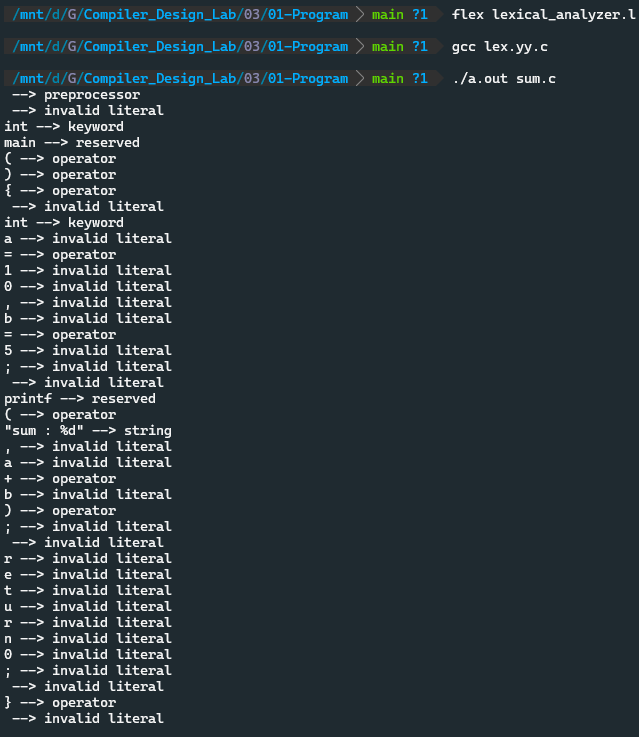 /mnt/d/G/Compiler_Design_Lab/03/01-Program > main ?1 flex lexical_analyzer.l
/mnt/d/G/Compiler_Design_Lab/03/01-Program > main ?1 gcc lex.yy.c
/mnt/d/G/Compiler_Design_Lab/03/01-Program > main ?1 ./a.out sum.c
 --> preprocessor
 --> invalid literal
int --> keyword
main --> reserved
( --> operator
) --> operator
{ --> operator
 --> invalid literal
int --> keyword
a --> invalid literal
= --> operator
1 --> invalid literal
0 --> invalid literal
, --> invalid literal
b --> invalid literal
= --> operator
5 --> invalid literal
; --> invalid literal
 --> invalid literal
printf --> reserved
( --> operator
"sum : %d" --> string
, --> invalid literal
a --> invalid literal
+ --> operator
b --> invalid literal
) --> operator
; --> invalid literal
 --> invalid literal
r --> invalid literal
e --> invalid literal
t --> invalid literal
u --> invalid literal
r --> invalid literal
n --> invalid literal
0 --> invalid literal
; --> invalid literal
 --> invalid literal
} --> operator
 --> invalid literal